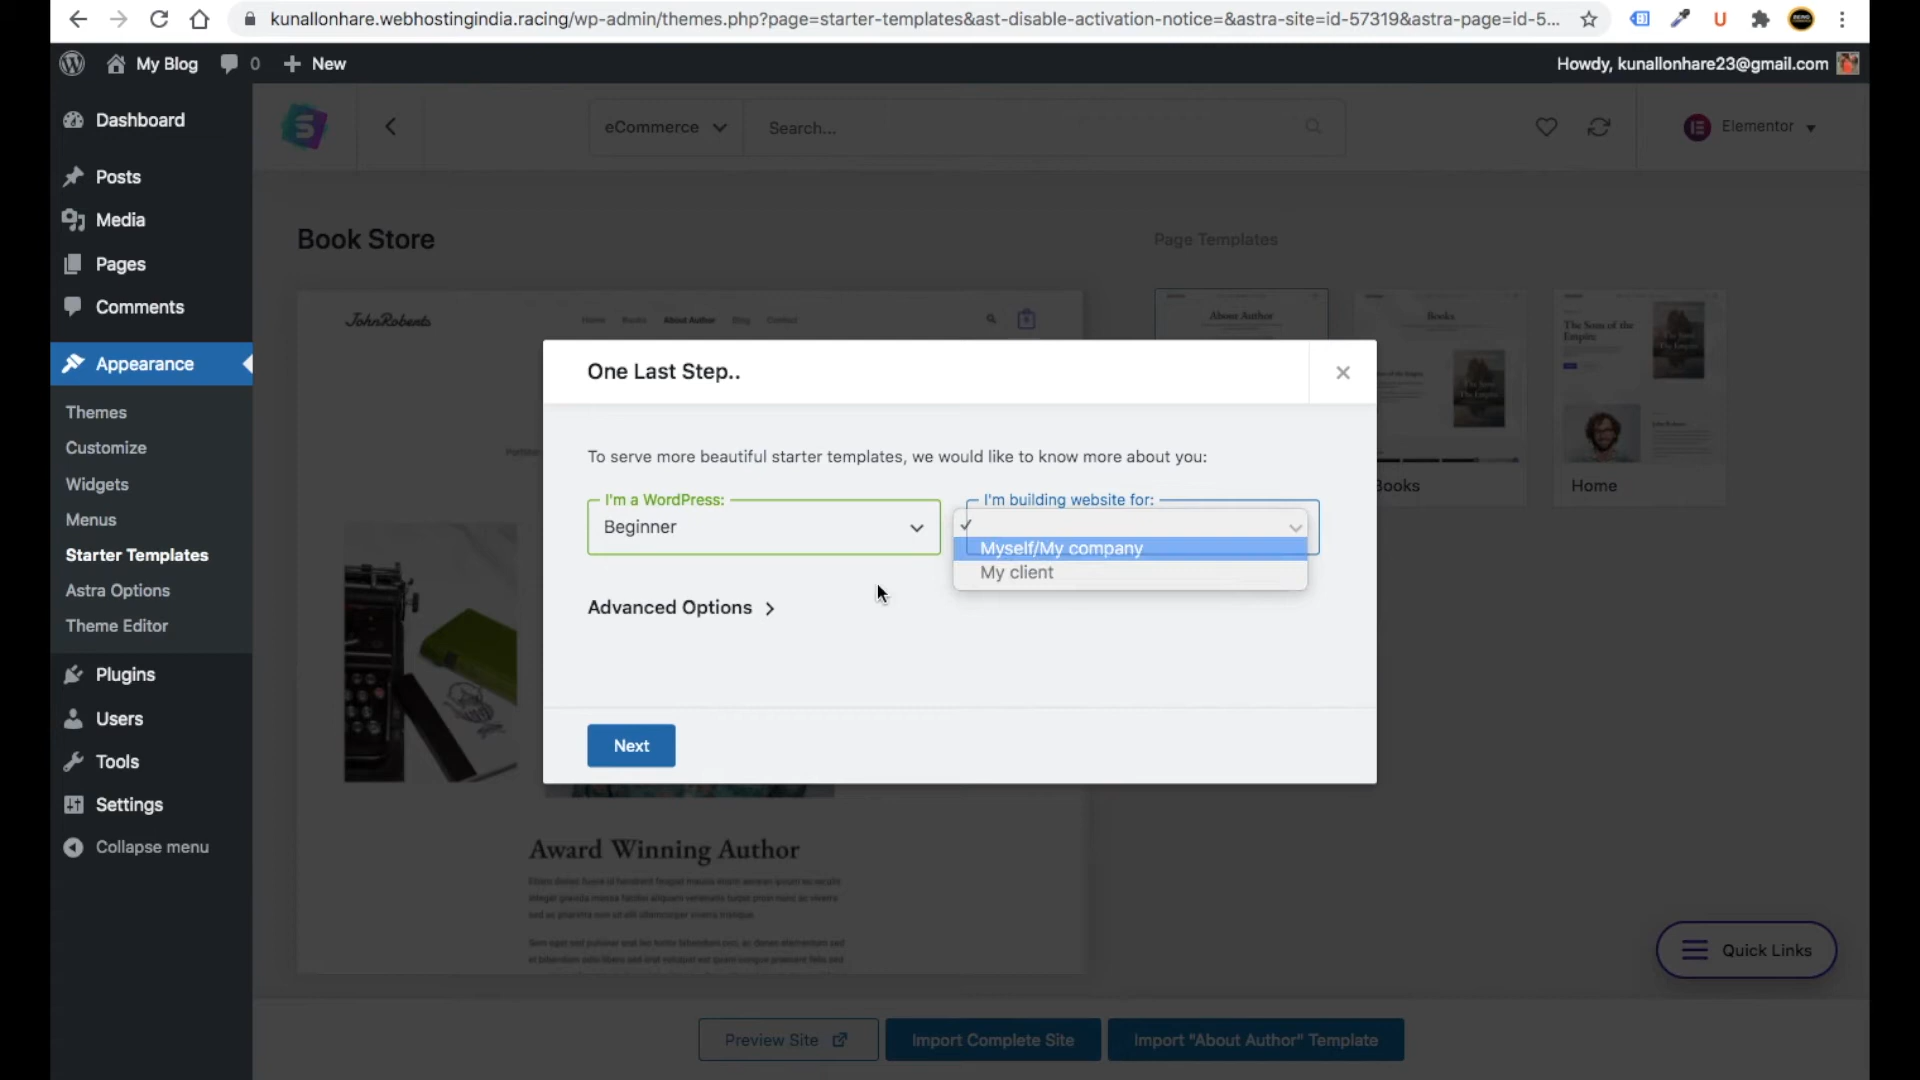 kunallonhare.webhostingindia.racing/wp-admin/themes.php?page=starter-templates&ast-disable-activation-notice=&astra-site=id-57319&astra-page=id-5...
My Blog 0 New
Howdy, kunallonhare23@gmail.com
Dashboard
Posts
Media
Pages
Comments
Appearance
Themes
Customize
Widgets
Menus
Starter Templates
Astra Options
Theme Editor
Plugins
Users
Tools
Settings
Collapse menu
eCommerce
Search...
Elementor
Book Store
Page Templates
JohnRoberts
Home Books About Author Blog Contact
About Author
Books
The Sons of the
Empire
Books
Home
One Last Step..
To serve more beautiful starter templates, we would like to know more about you:
I'm a WordPress:
Beginner
I'm building website for:
Myself/My company
My client
Advanced Options
Next
Award Winning Author
Quick Links
Preview Site
Import Complete Site
Import "About Author" Template